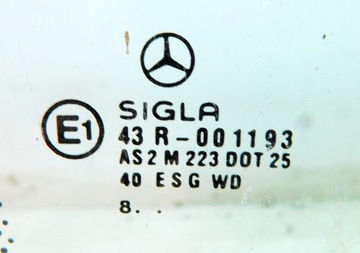 SIGLA
E1 43 R-001193
AS2 M 223 DOT 25
40 ESG WD
8. .